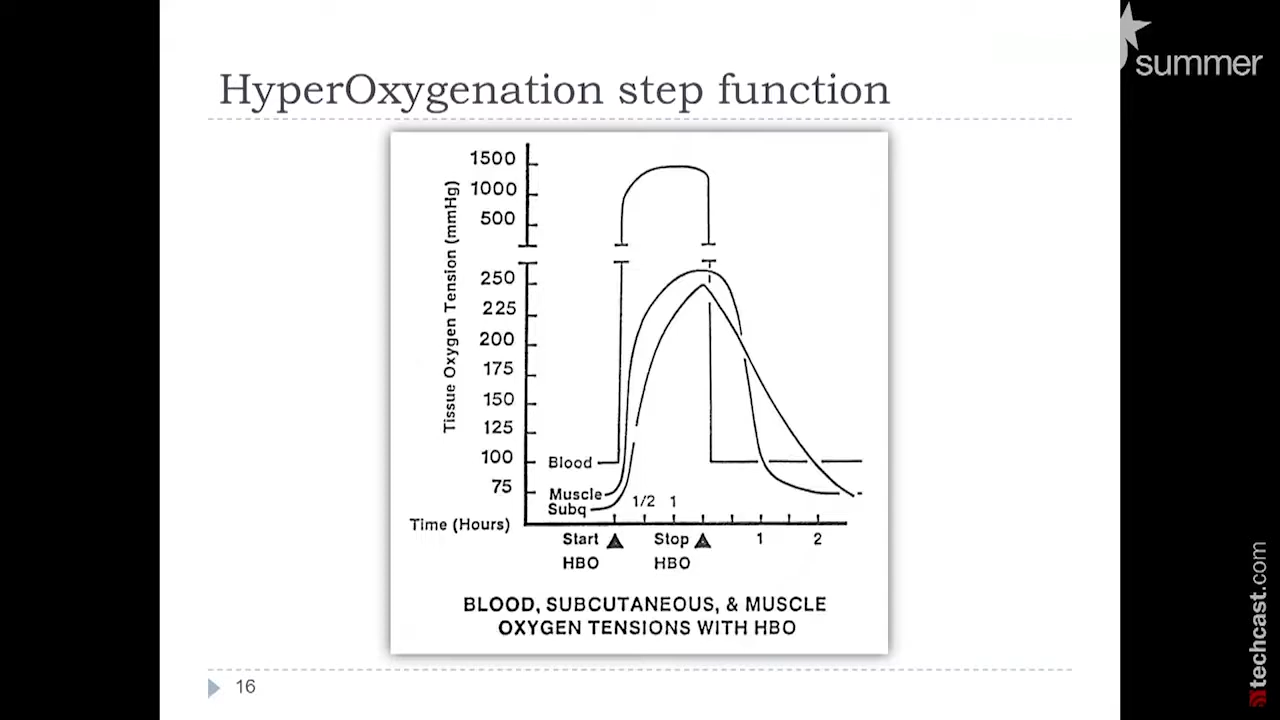 summer
HyperOxygenation step function
Tissue Oxygen Tension (mmHg)
1500
1000
500
250
225
200
175
150
125
100
75
Blood
Muscle
Subq
1/2 1
Time (Hours)
Start Stop 1 2
HBO HBO
BLOOD, SUBCUTANEOUS, & MUSCLE
OXYGEN TENSIONS WITH HBO
16
techcast.com